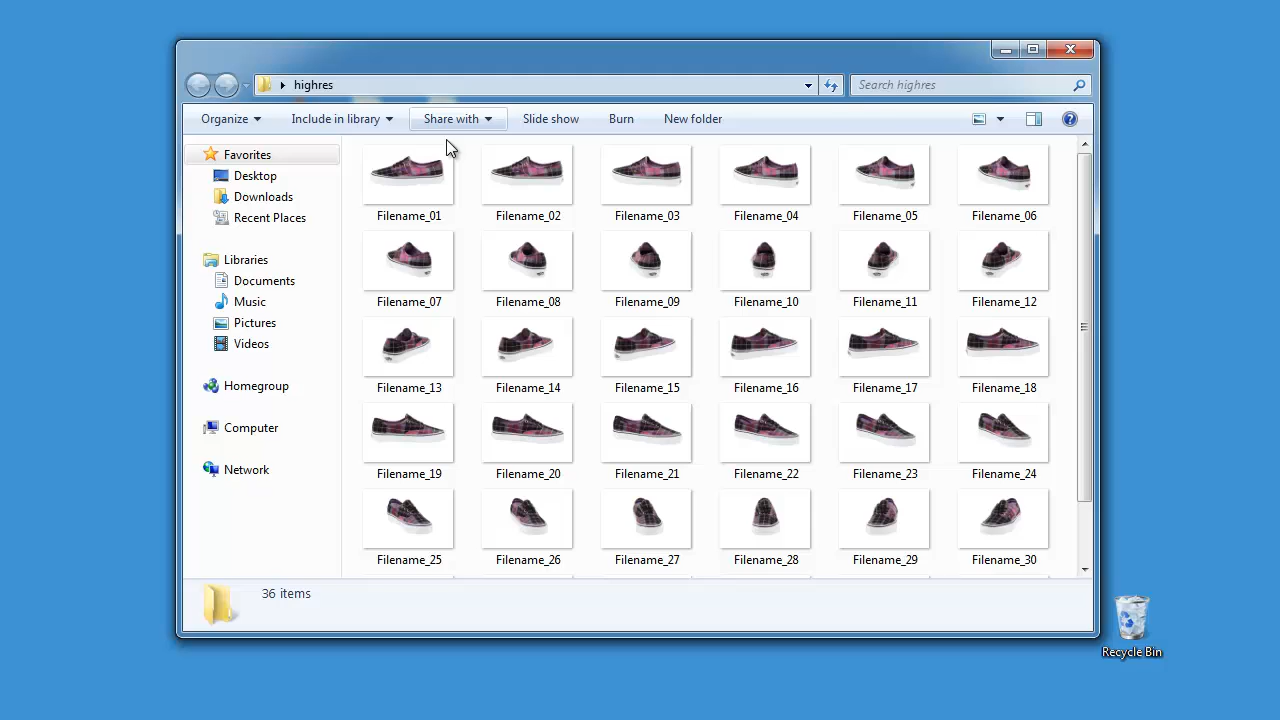 highres
Search highres
Organize Include in library Share with Slide show Burn New folder
Favorites
Desktop
Downloads
Recent Places
Libraries
Documents
Music
Pictures
Videos
Homegroup
Computer
Network
Filename_01 Filename_02 Filename_03 Filename_04 Filename_05 Filename_06
Filename_07 Filename_08 Filename_09 Filename_10 Filename_11 Filename_12
Filename_13 Filename_14 Filename_15 Filename_16 Filename_17 Filename_18
Filename_19 Filename_20 Filename_21 Filename_22 Filename_23 Filename_24
Filename_25 Filename_26 Filename_27 Filename_28 Filename_29 Filename_30
36 items
Recycle Bin